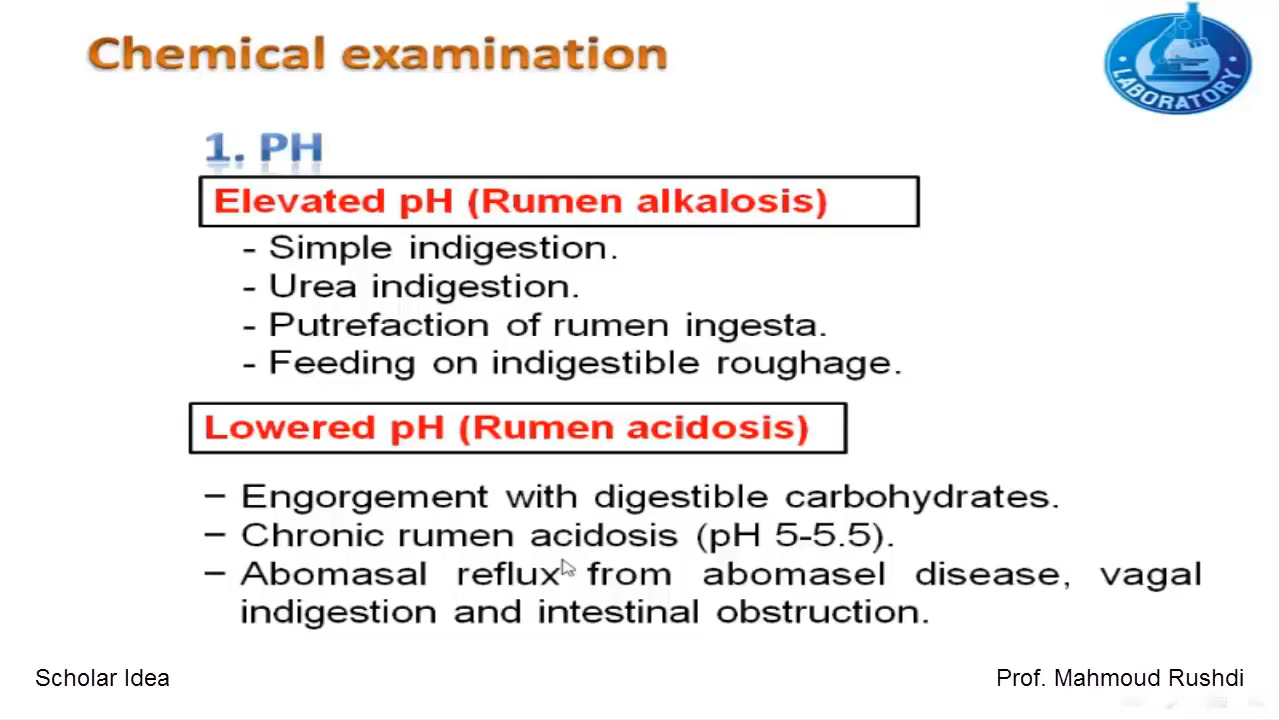 Chemical examination
LABORATORY
1. PH
Elevated pH (Rumen alkalosis)
- Simple indigestion.
- Urea indigestion.
- Putrefaction of rumen ingesta.
- Feeding on indigestible roughage.
Lowered pH (Rumen acidosis)
– Engorgement with digestible carbohydrates.
– Chronic rumen acidosis (pH 5-5.5).
– Abomasal reflux from abomasel disease, vagal
indigestion and intestinal obstruction.
Scholar Idea
Prof. Mahmoud Rushdi